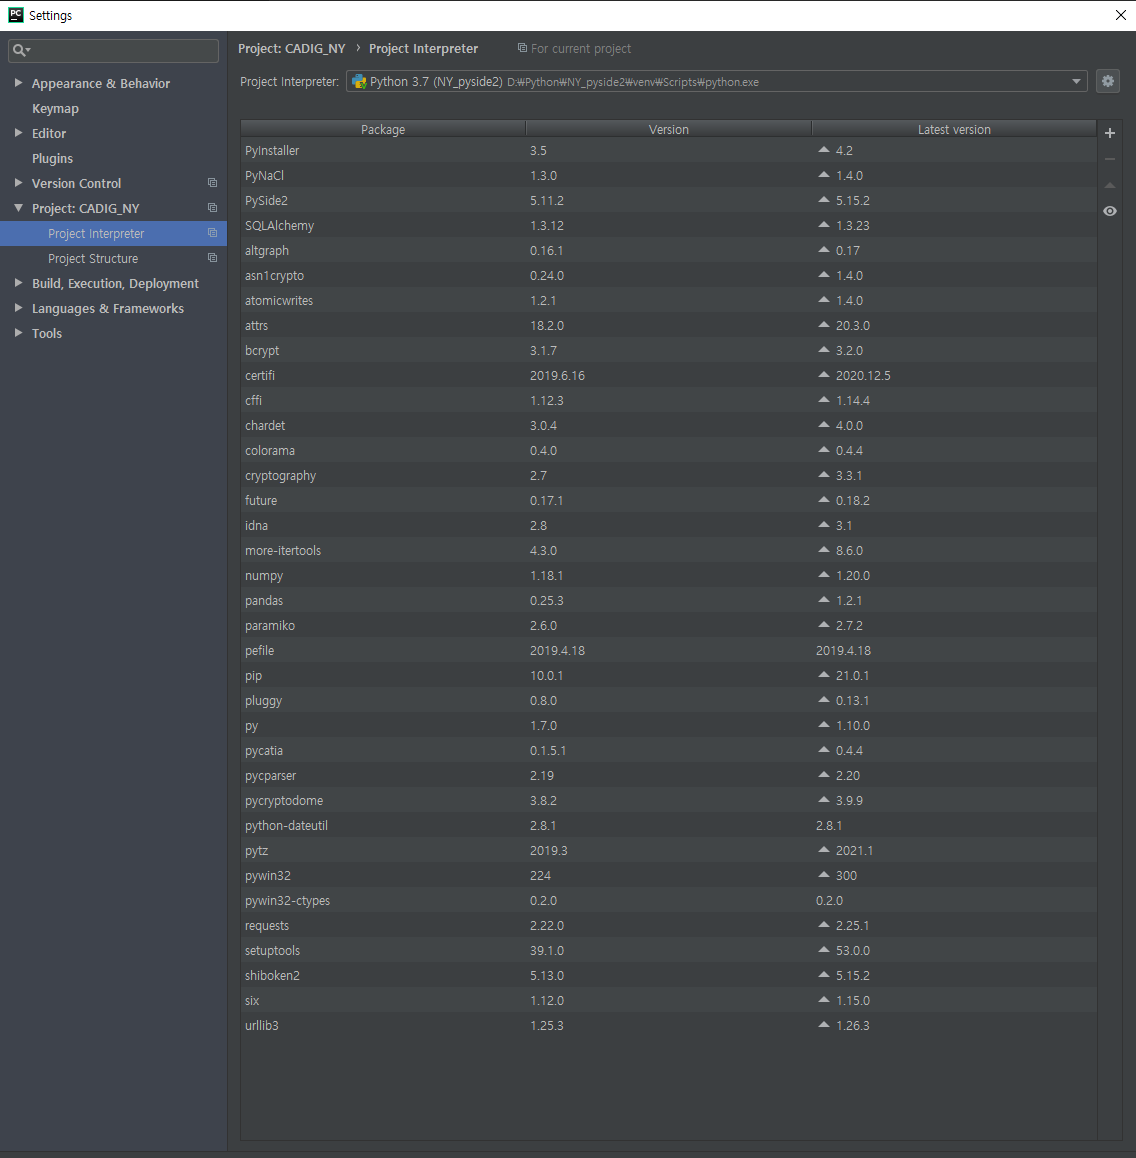 PC Settings
Project: CADIG_NY › Project Interpreter For current project
Project Interpreter: Python 3.7 (NY_pyside2) D:₩Python₩NY_pyside2₩venv₩Scripts₩python.exe
Appearance & Behavior
Keymap
Editor
Plugins
Version Control
Project: CADIG_NY
Project Interpreter
Project Structure
Build, Execution, Deployment
Languages & Frameworks
Tools
Package Version Latest version
PyInstaller 3.5 4.2
PyNaCl 1.3.0 1.4.0
PySide2 5.11.2 5.15.2
SQLAlchemy 1.3.12 1.3.23
altgraph 0.16.1 0.17
asn1crypto 0.24.0 1.4.0
atomicwrites 1.2.1 1.4.0
attrs 18.2.0 20.3.0
bcrypt 3.1.7 3.2.0
certifi 2019.6.16 2020.12.5
cffi 1.12.3 1.14.4
chardet 3.0.4 4.0.0
colorama 0.4.0 0.4.4
cryptography 2.7 3.3.1
future 0.17.1 0.18.2
idna 2.8 3.1
more-itertools 4.3.0 8.6.0
numpy 1.18.1 1.20.0
pandas 0.25.3 1.2.1
paramiko 2.6.0 2.7.2
pefile 2019.4.18 2019.4.18
pip 10.0.1 21.0.1
pluggy 0.8.0 0.13.1
py 1.7.0 1.10.0
pycatia 0.1.5.1 0.4.4
pycparser 2.19 2.20
pycryptodome 3.8.2 3.9.9
python-dateutil 2.8.1 2.8.1
pytz 2019.3 2021.1
pywin32 224 300
pywin32-ctypes 0.2.0 0.2.0
requests 2.22.0 2.25.1
setuptools 39.1.0 53.0.0
shiboken2 5.13.0 5.15.2
six 1.12.0 1.15.0
urllib3 1.25.3 1.26.3